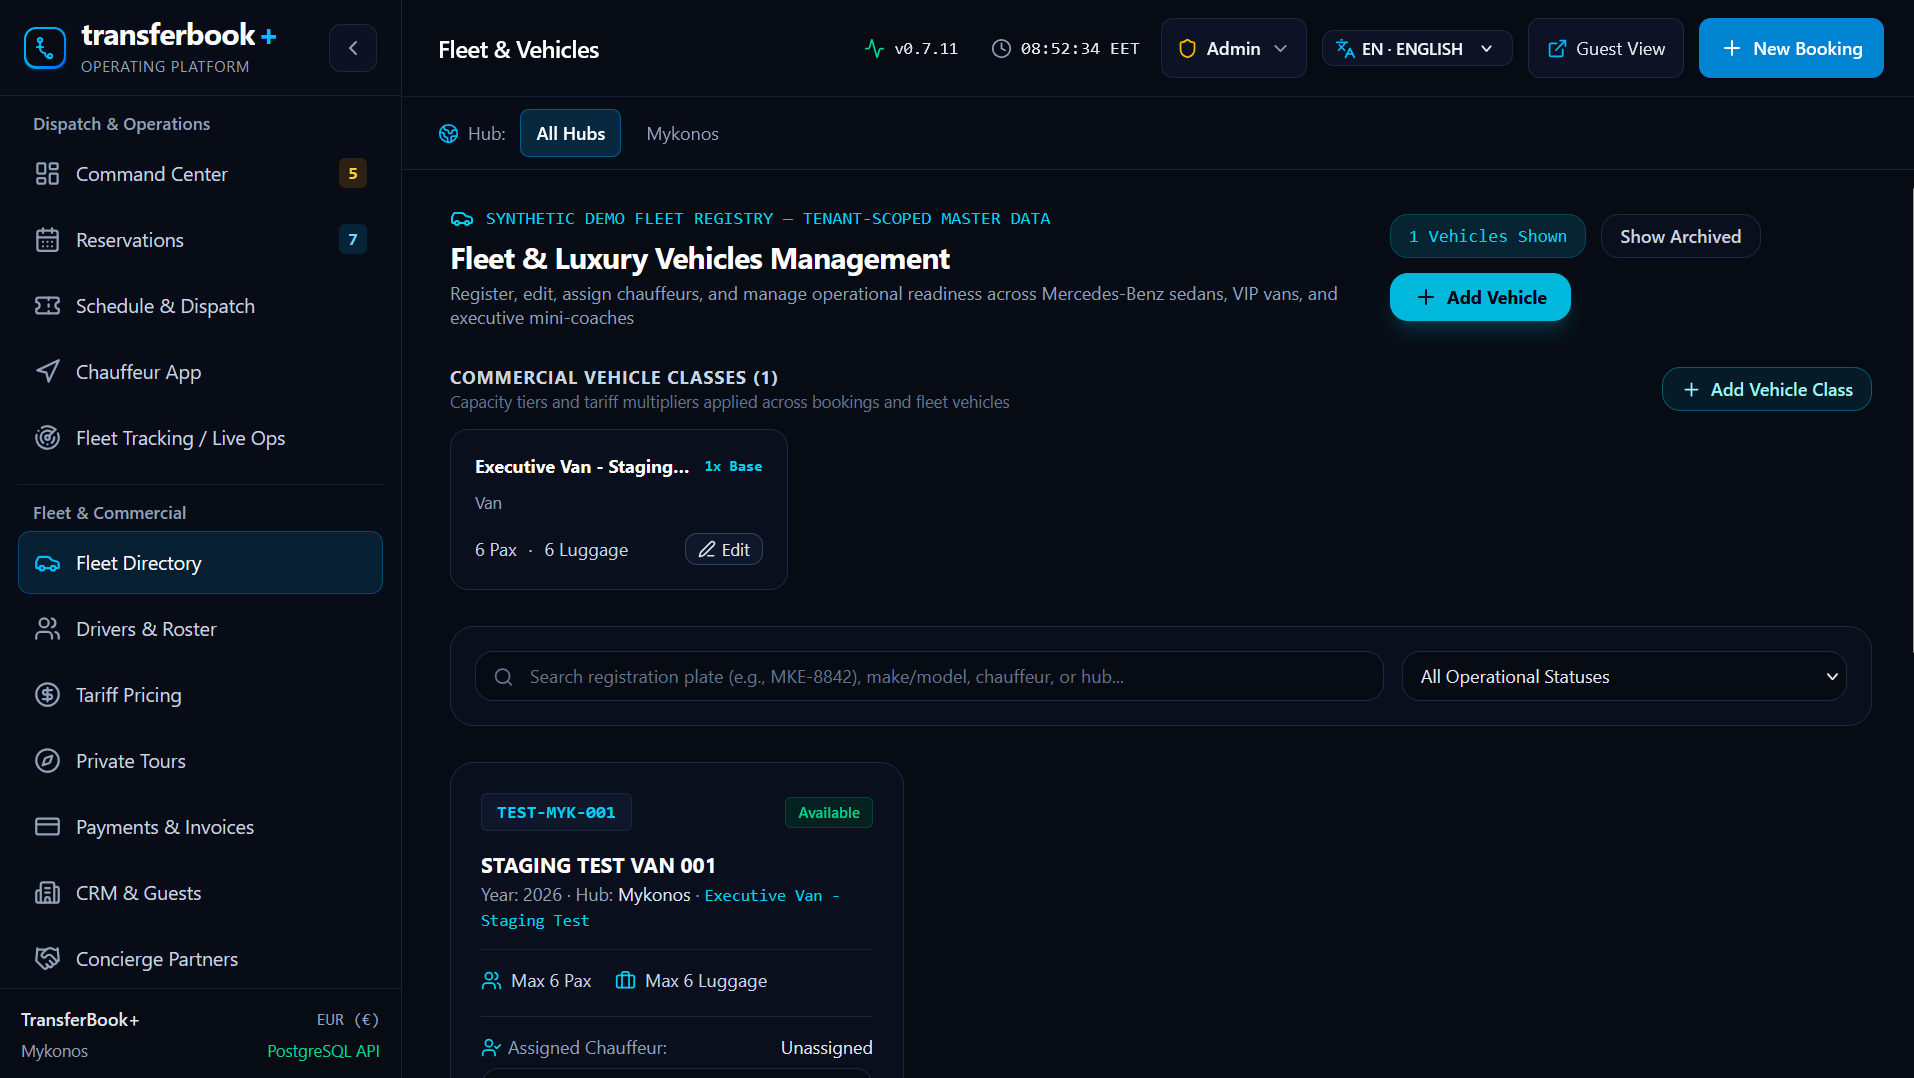 transferbook +
OPERATING PLATFORM
Dispatch & Operations
Command Center 5
Reservations 7
Schedule & Dispatch
Chauffeur App
Fleet Tracking / Live Ops
Fleet & Commercial
Fleet Directory
Drivers & Roster
Tariff Pricing
Private Tours
Payments & Invoices
CRM & Guests
Concierge Partners
TransferBook+ EUR (€)
Mykonos PostgreSQL API
Fleet & Vehicles
v0.7.11
08:52:34 EET
Admin
EN · ENGLISH
Guest View
New Booking
Hub: All Hubs Mykonos
SYNTHETIC DEMO FLEET REGISTRY — TENANT-SCOPED MASTER DATA
Fleet & Luxury Vehicles Management
Register, edit, assign chauffeurs, and manage operational readiness across Mercedes-Benz sedans, VIP vans, and
executive mini-coaches
1 Vehicles Shown
Show Archived
Add Vehicle
COMMERCIAL VEHICLE CLASSES (1)
Capacity tiers and tariff multipliers applied across bookings and fleet vehicles
Add Vehicle Class
Executive Van - Staging... 1x Base
Van
6 Pax · 6 Luggage
Edit
Search registration plate (e.g., MKE-8842), make/model, chauffeur, or hub...
All Operational Statuses
TEST-MYK-001 Available
STAGING TEST VAN 001
Year: 2026 · Hub: Mykonos · Executive Van -
Staging Test
Max 6 Pax Max 6 Luggage
Assigned Chauffeur: Unassigned